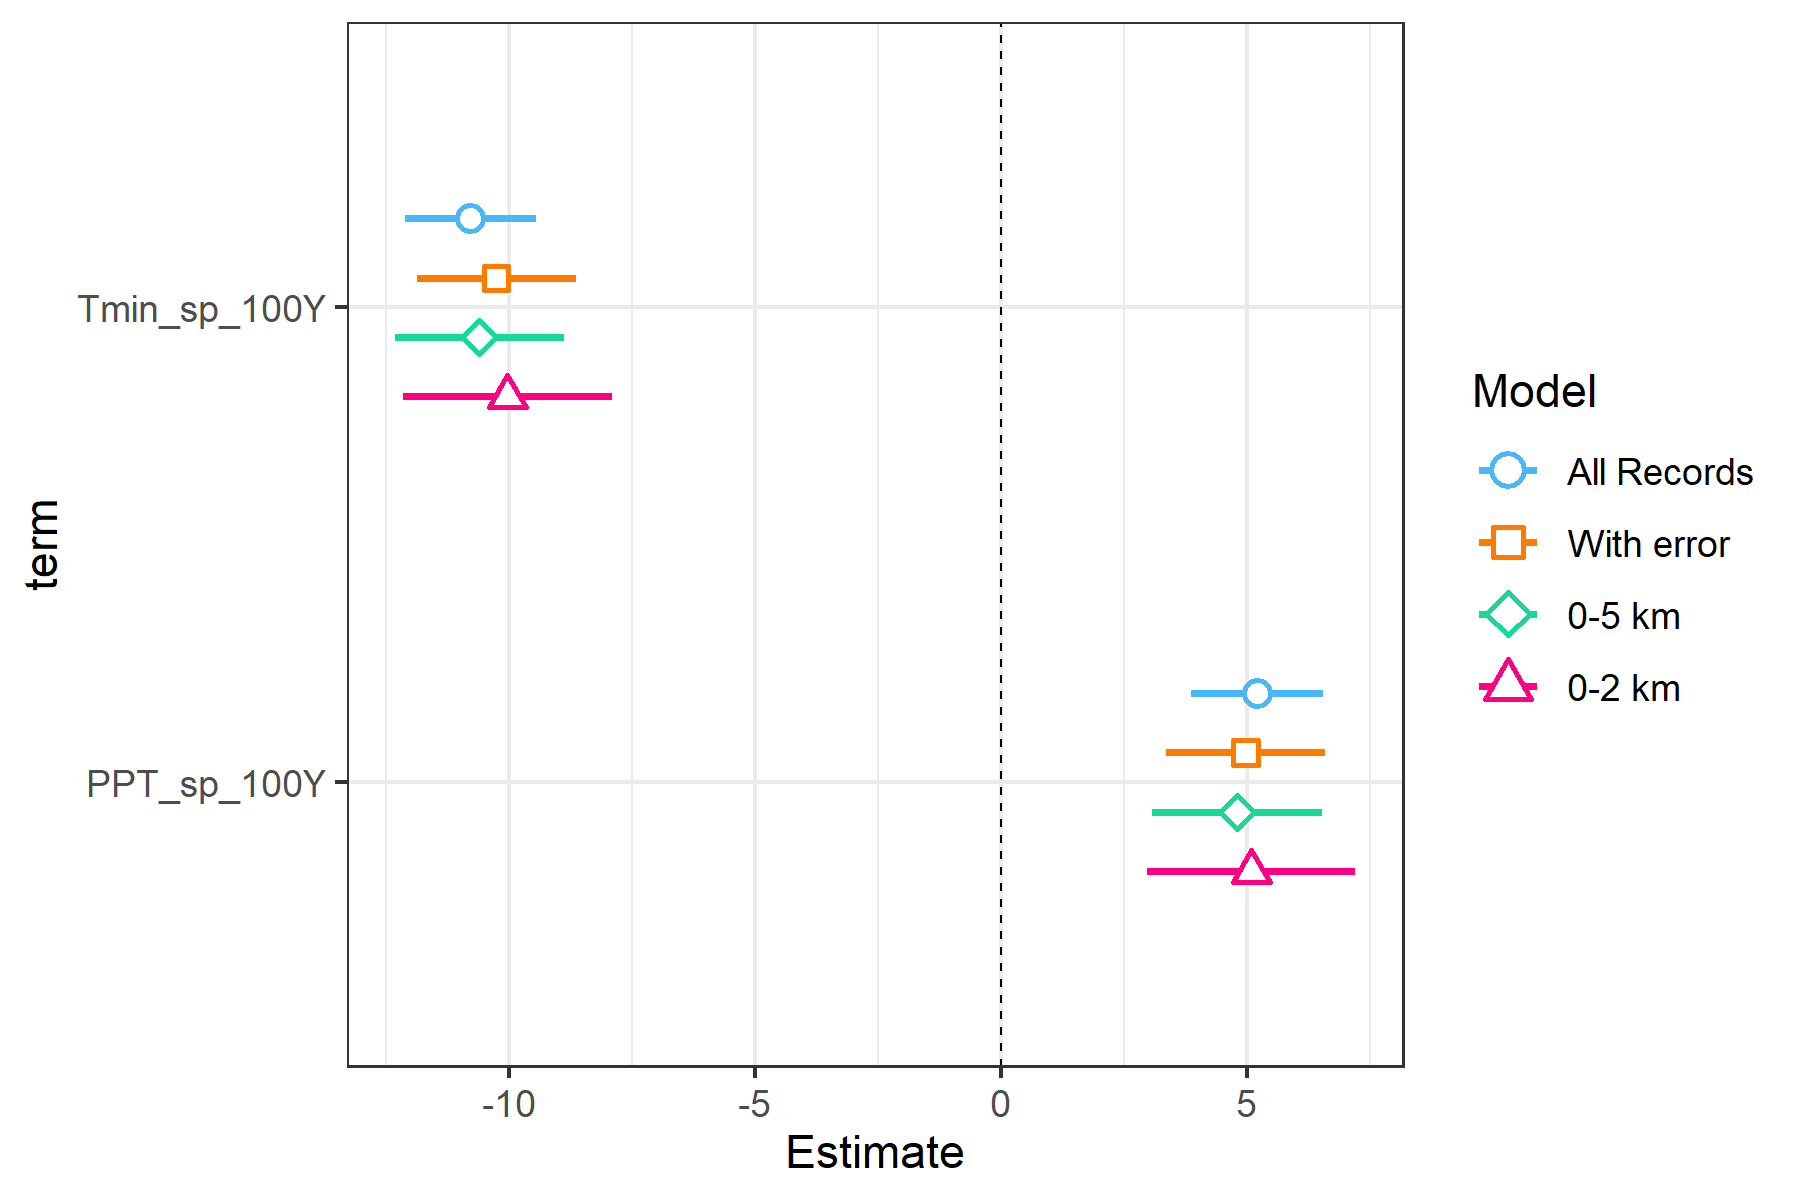 term
Tmin_sp_100Y
PPT_sp_100Y
-10
-5
0
5
Estimate
Model
All Records
With error
0-5 km
0-2 km